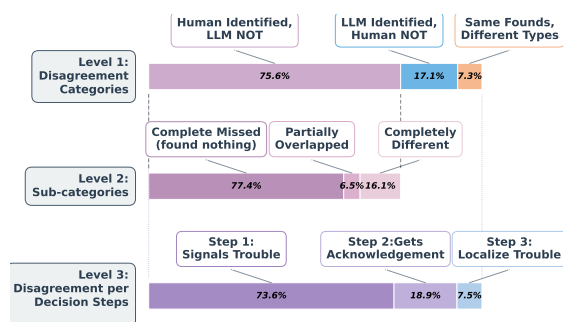 Human Identified,
LLM NOT
LLM Identified,
Human NOT
Same Founds,
Different Types
Level 1:
Disagreement
Categories
75.6%
17.1%
7.3%
Complete Missed
(found nothing)
Partially
Overlapped
Completely
Different
Level 2:
Sub-categories
77.4%
6.5%
16.1%
Step 1:
Signals Trouble
Step 2:Gets
Acknowledgement
Step 3:
Localize Trouble
Level 3:
Disagreement per
Decision Steps
73.6%
18.9%
7.5%